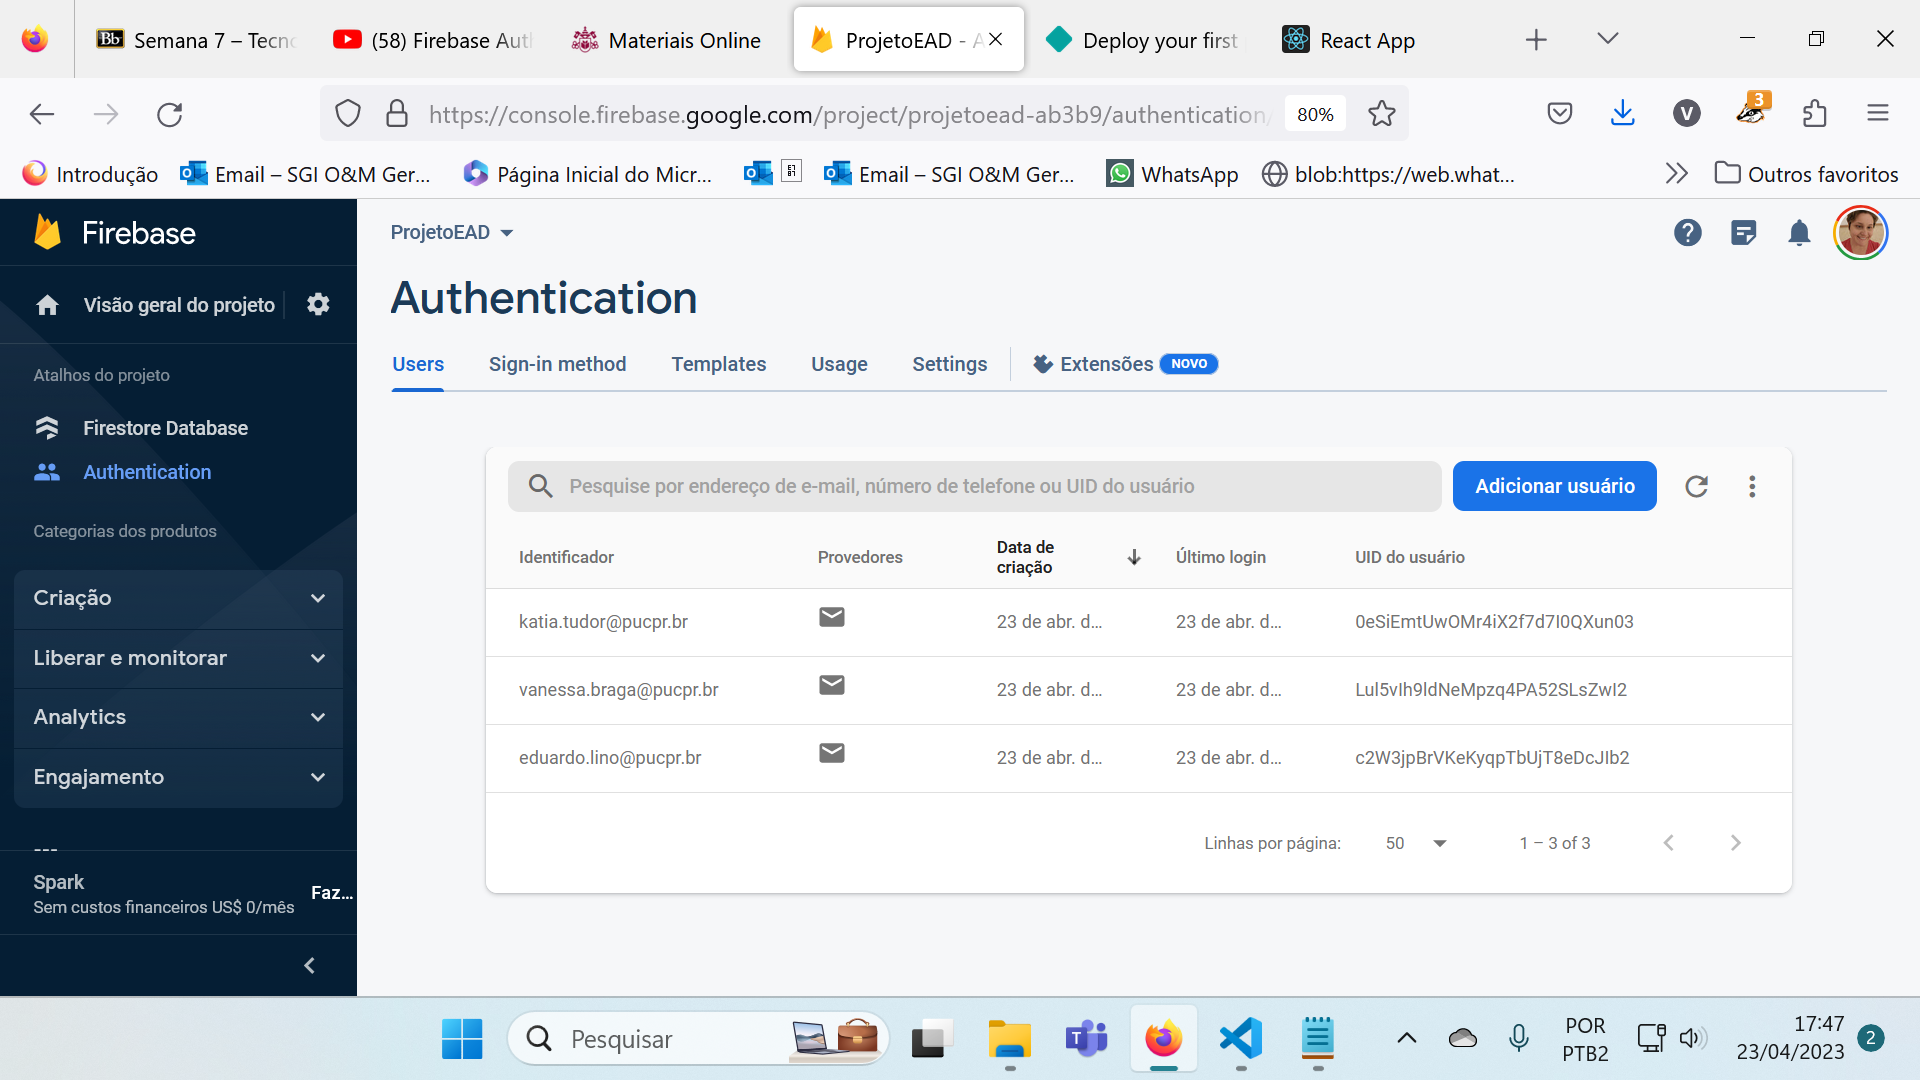 Bb Semana 7 – Tecno
(58) Firebase Aut
Materiais Online
ProjetoEAD - A
Deploy your first
React App
https://console.firebase.google.com/project/projetoead-ab3b9/authentication/
80%
V
3
Introdução
Email – SGI O&M Ger...
Página Inicial do Micr...
Email – SGI O&M Ger...
WhatsApp
blob:https://web.what...
Outros favoritos
Firebase
ProjetoEAD
Visão geral do projeto
Authentication
Users
Sign-in method
Templates
Usage
Settings
Extensões
NOVO
Atalhos do projeto
Firestore Database
Authentication
Categorias dos produtos
Criação
Liberar e monitorar
Analytics
Engajamento
Spark
Sem custos financeiros US$ 0/mês
Faz...
Pesquise por endereço de e-mail, número de telefone ou UID do usuário
Adicionar usuário
Identificador
Provedores
Data de
criação
Último login
UID do usuário
katia.tudor@pucpr.br
23 de abr. d...
23 de abr. d...
0eSiEmtUwOMr4iX2f7d7I0QXun03
vanessa.braga@pucpr.br
23 de abr. d...
23 de abr. d...
Lul5vIh9ldNeMpzq4PA52SLsZwI2
eduardo.lino@pucpr.br
23 de abr. d...
23 de abr. d...
c2W3jpBrVKeKyqpTbUjT8eDcJIb2
Linhas por página:
50
1 – 3 of 3
Pesquisar
POR
PTB2
17:47
23/04/2023
2